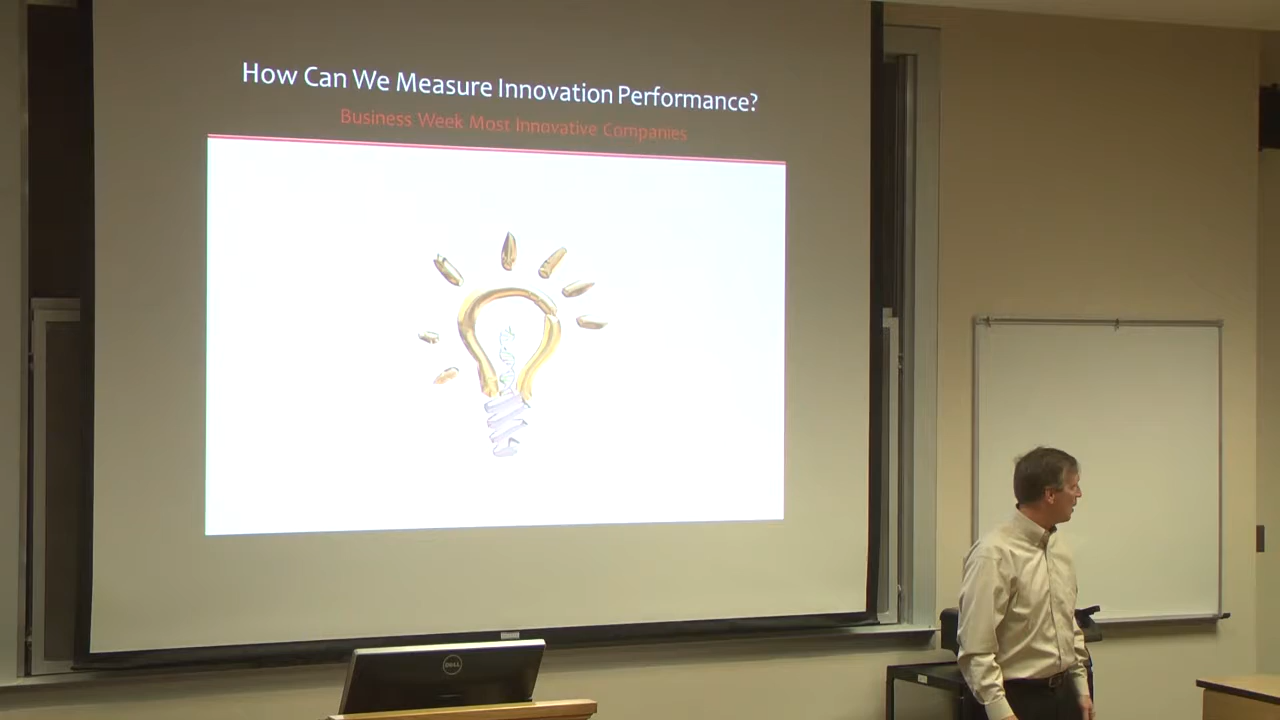 How Can We Measure Innovation Performance?
Business Week Most Innovative Companies
DELL